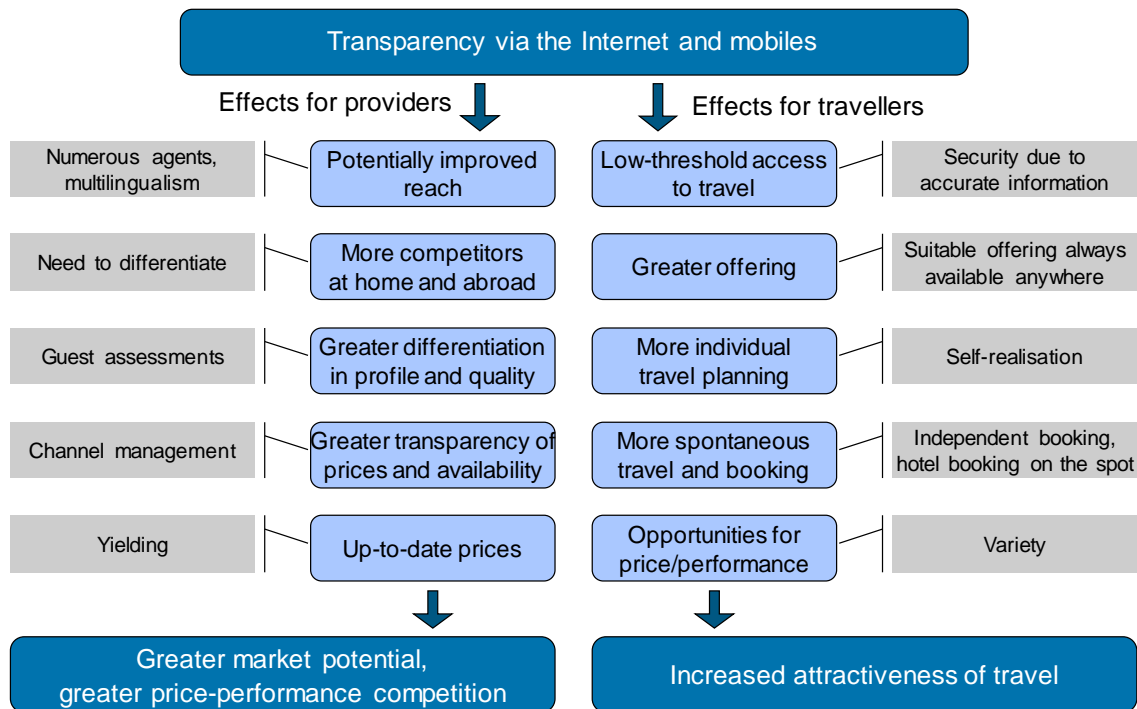 Transparency via the Internet and mobiles
Effects for providers
Effects for travellers
Numerous agents,
multilingualism
Potentially improved
reach
Low-threshold access
to travel
Security due to
accurate information
Need to differentiate
More competitors
at home and abroad
Greater offering
Suitable offering always
available anywhere
Guest assessments
Greater differentiation
in profile and quality
More individual
travel planning
Self-realisation
Channel management
Greater transparency of
prices and availability
More spontaneous
travel and booking
Independent booking,
hotel booking on the spot
Yielding
Up-to-date prices
Opportunities for
price/performance
Variety
Greater market potential,
greater price-performance competition
Increased attractiveness of travel